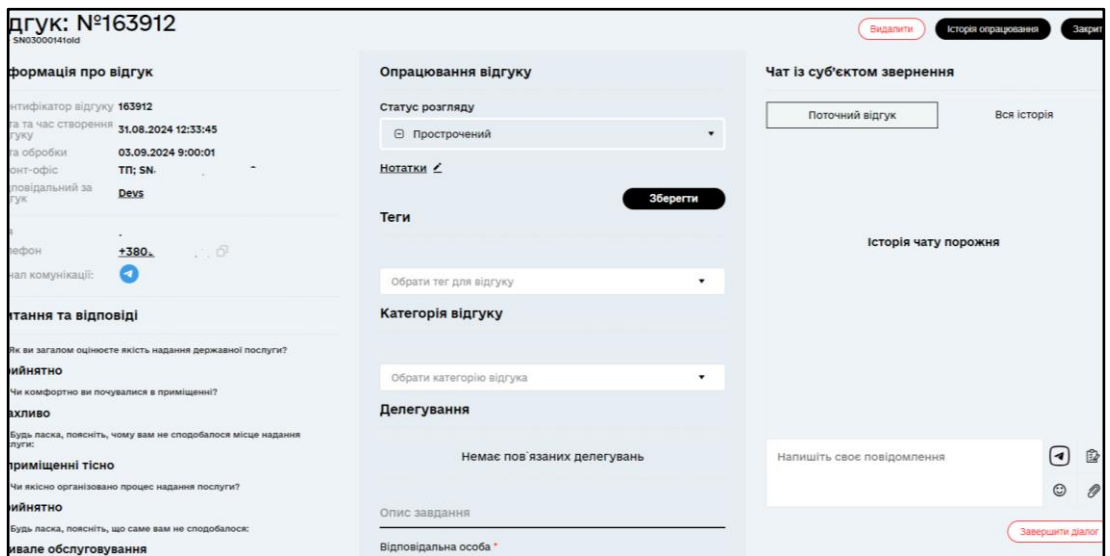 дгук: №163912
SN03000141old
Видалити
Історія опрацювання
Закрит
формація про відгук
нтифікатор відгуку 163912
та та час створення
гуку
31.08.2024 12:33:45
та обробки 03.09.2024 9:00:01
онт-офіс ТП; SN-
дповідальний за
гук
Devs
лефон +380
нал комунікації:
итання та відповіді
Як ви загалом оцінюєте якість надання державної послуги?
ийнятно
Чи комфортно ви почувалися в приміщенні?
ахливо
Будь ласка, поясніть, чому вам не сподобалося місце надання
луги:
приміщенні тісно
Чи якісно організовано процес надання послуги?
ийнятно
Будь ласка, поясніть, що саме вам не сподобалося:
ивале обслуговування
Опрацювання відгуку
Статус розгляду
Прострочений
Нотатки
Зберегти
Теги
Обрати тег для відгуку
Категорія відгуку
Обрати категорію відгука
Делегування
Немає пов`язаних делегувань
Опис завдання
Відповідальна особа *
Чат із суб’єктом звернення
Поточний відгук
Вся історія
Історія чату порожня
Напишіть своє повідомлення
Завершити діалог